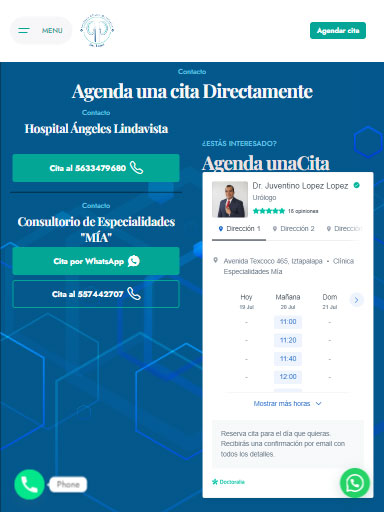 MENU
Agendar cita
Contacto
Agenda una cita Directamente
Contacto
Hospital Ángeles Lindavista
Cita al 5633479680
Contacto
Consultorio de Especialidades
"MÍA"
Cita por WhatsApp
Cita al 557442707
¿ESTÁS INTERESADO?
Agenda unaCita
Dr. Juventino Lopez Lopez
Urólogo
16 opiniones
Dirección 1
Dirección 2
Dirección
Avenida Texcoco 465, Iztapalapa • Clínica
Especialidades Mía
Hoy Mañana Dom
19 Jul 20 Jul 21 Jul
- 11:00 -
- 11:20 -
- 11:40 -
- 12:00 -
Mostrar más horas
Reserva cita para el día que quieras.
Recibirás una confirmación por email con
todos los detalles.
Doctoralia
Phone